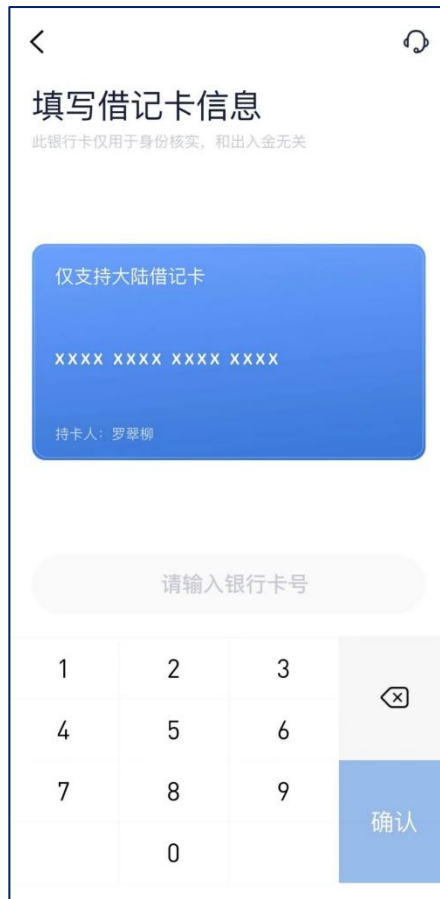 填写借记卡信息
此银行卡仅用于身份核实，和出入金无关
仅支持大陆借记卡
XXXX XXXX XXXX XXXX
持卡人：罗翠柳
请输入银行卡号
1 2 3
4 5 6
7 8 9
确认
0